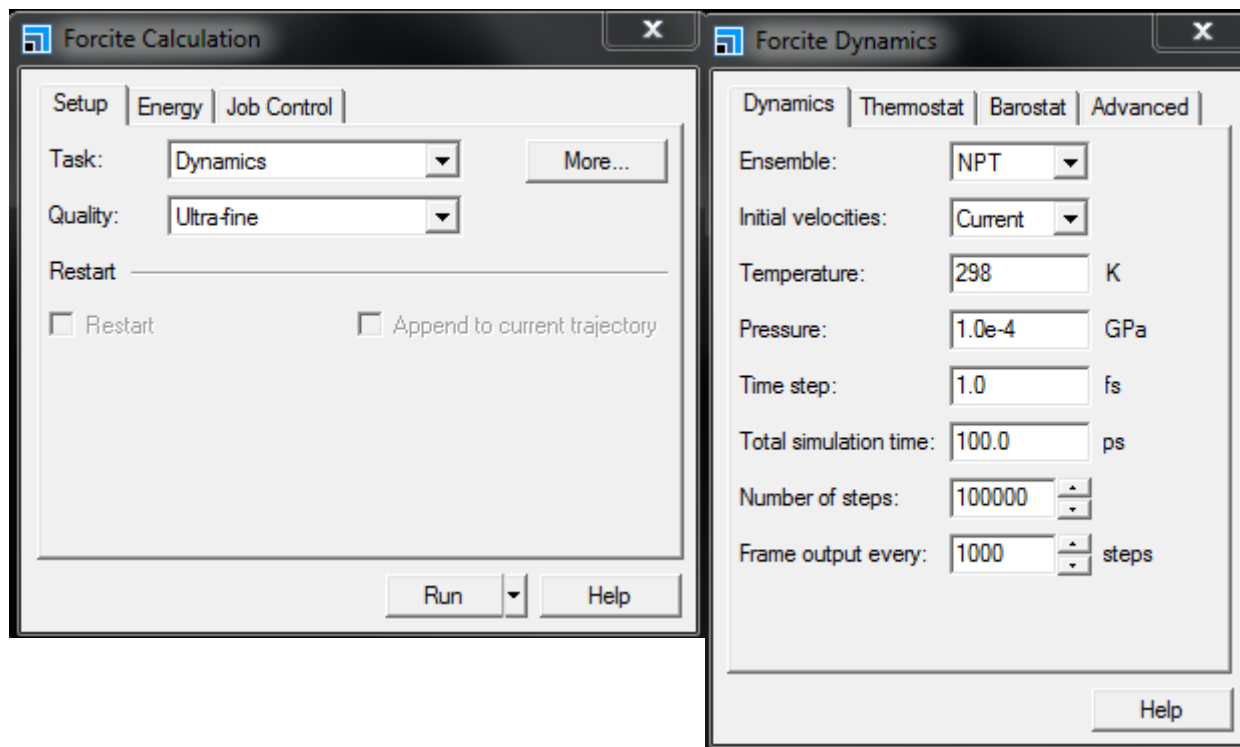 Forcite Calculation
x
Setup Energy Job Control
Task: Dynamics More...
Quality: Ultra-fine
Restart
Restart Append to current trajectory
Run Help
Forcite Dynamics
x
Dynamics Thermostat Barostat Advanced
Ensemble: NPT
Initial velocities: Current
Temperature: 298 K
Pressure: 1.0e-4 GPa
Time step: 1.0 fs
Total simulation time: 100.0 ps
Number of steps: 100000
Frame output every: 1000 steps
Help